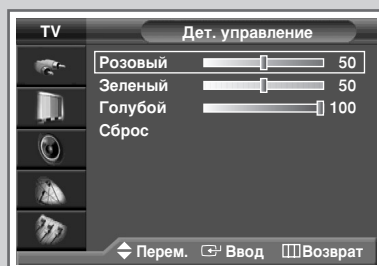 TV Дет. управление
Розовый 50
Зеленый 50
Голубой 100
Сброс
Перем. Ввод Возврат